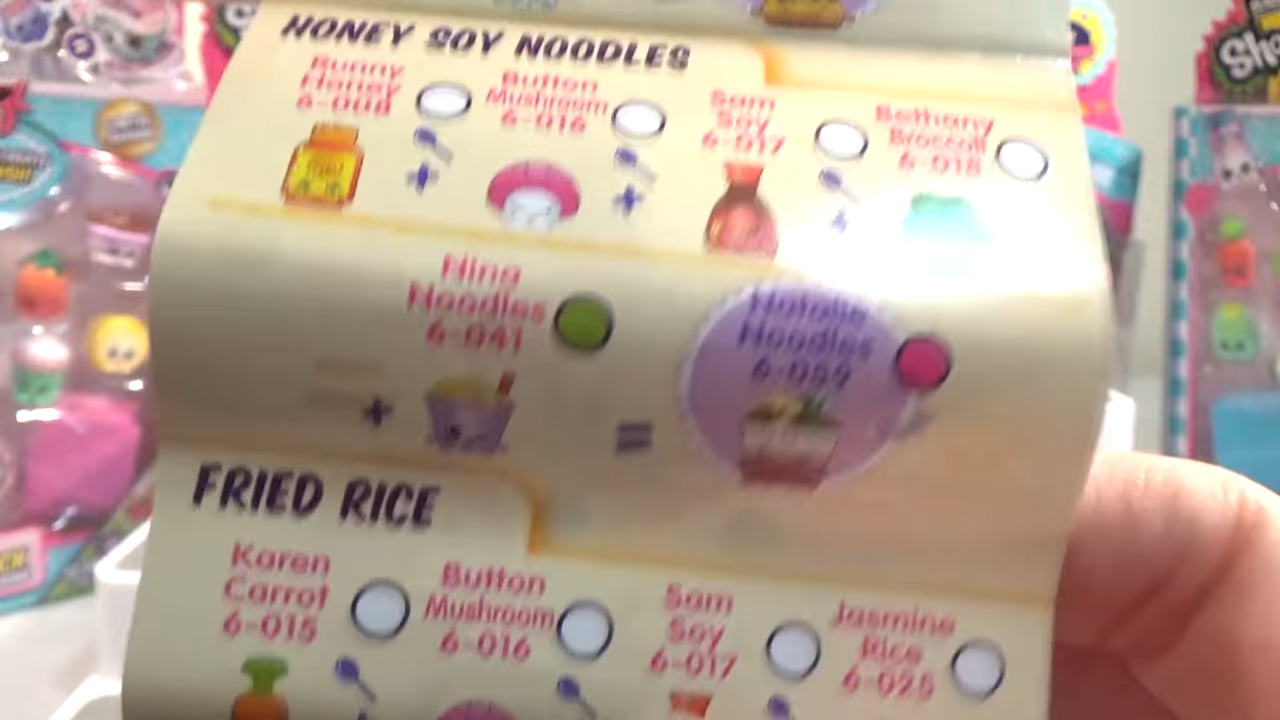 HONEY SOY NOODLES
Sunny
Honey
6-008
Button
Mushroom
6-016
Sam
Soy
6-017
Bethany
Broccoli
6-018
Nina
Noodles
6-041
Natalie
Noodles
6-059
FRIED RICE
Karen
Carrot
6-015
Button
Mushroom
6-016
Sam
Soy
6-017
Jasmine
Rice
6-025